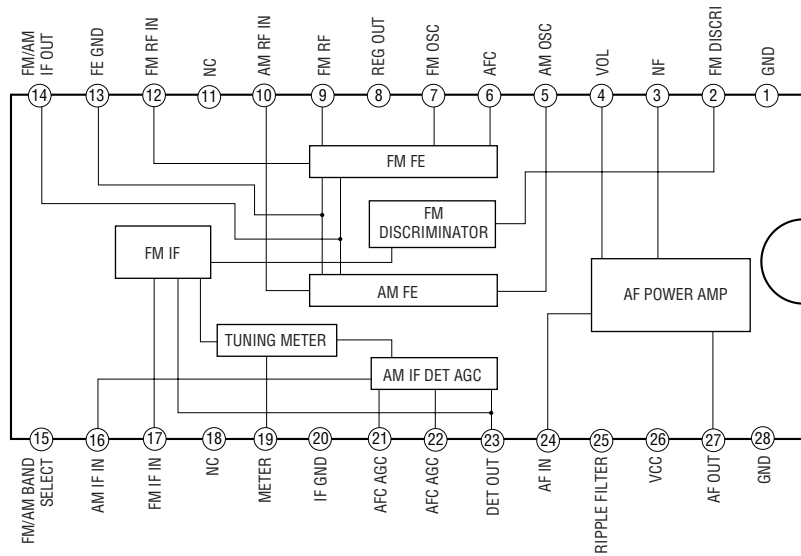 FM/AM
IF OUT
FE GND
FM RF IN
NC
AM RF IN
FM RF
REG OUT
FM OSC
AFC
AM OSC
VOL
NF
FM DISCRI
GND
14
13
12
11
10
9
8
7
6
5
4
3
2
1
FM FE
FM
DISCRIMINATOR
FM IF
AM FE
AF POWER AMP
TUNING METER
AM IF DET AGC
15
16
17
18
19
20
21
22
23
24
25
26
27
28
FM/AM BAND
SELECT
AM IF IN
FM IF IN
NC
METER
IF GND
AFC AGC
AFC AGC
DET OUT
AF IN
RIPPLE FILTER
VCC
AF OUT
GND